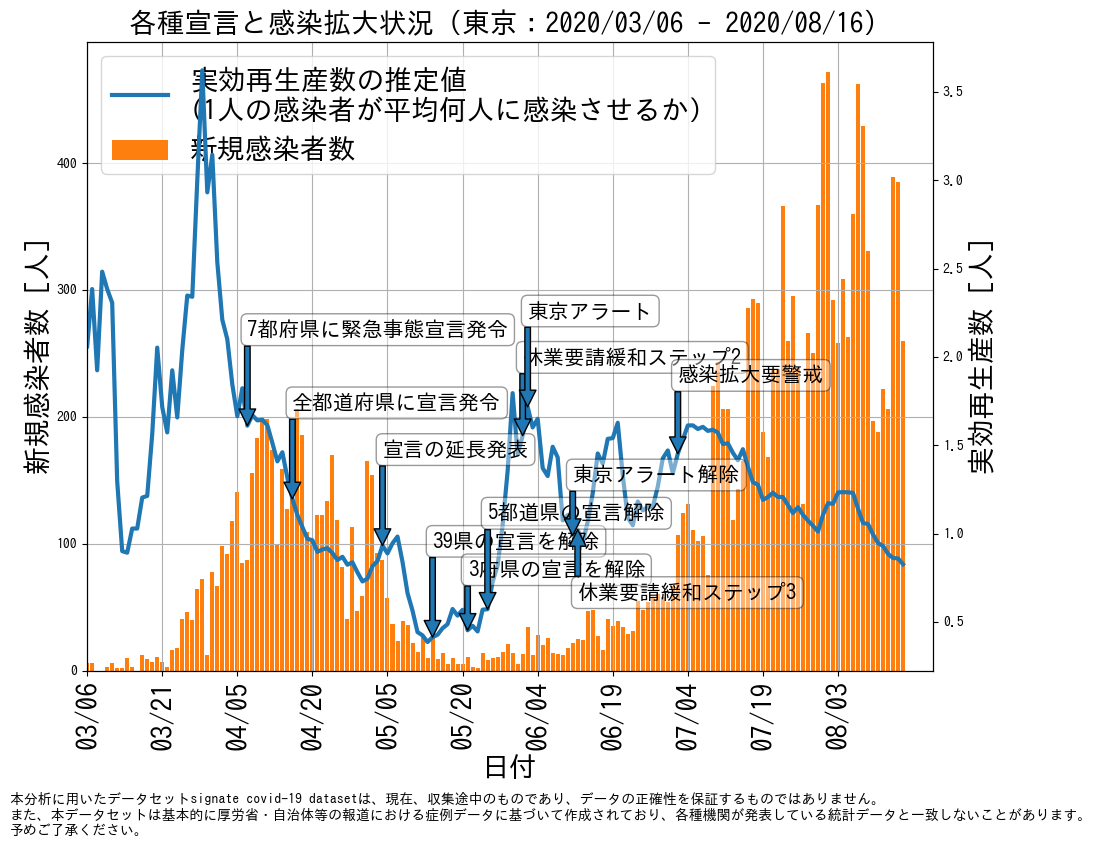 各種宣言と感染拡大状況 (東京：2020/03/06 - 2020/08/16)
実効再生産数の推定値
(1人の感染者が平均何人に感染させるか)
新規感染者数
新規感染者数 [人]
400
300
200
100
0
3.5
3.0
2.5
2.0
1.5
1.0
0.5
実効再生産数 [人]
東京アラート
7都府県に緊急事態宣言発令
休業要請緩和ステップ2
感染拡大要警戒
全都道府県に宣言発令
宣言の延長発表
東京アラート解除
5都道県の宣言解除
39県の宣言を解除
3府県の宣言を解除
休業要請緩和ステップ3
03/06
03/21
04/05
04/20
05/05
05/20
06/04
06/19
07/04
07/19
08/03
日付
本分析に用いたデータセットsignate covid-19 datasetは、現在、収集途中のものであり、データの正確性を保証するものではありません。
また、本データセットは基本的に厚労省・自治体等の報道における症例データに基づいて作成されており、各種機関が発表している統計データと一致しないことがあります。
予めご了承ください。